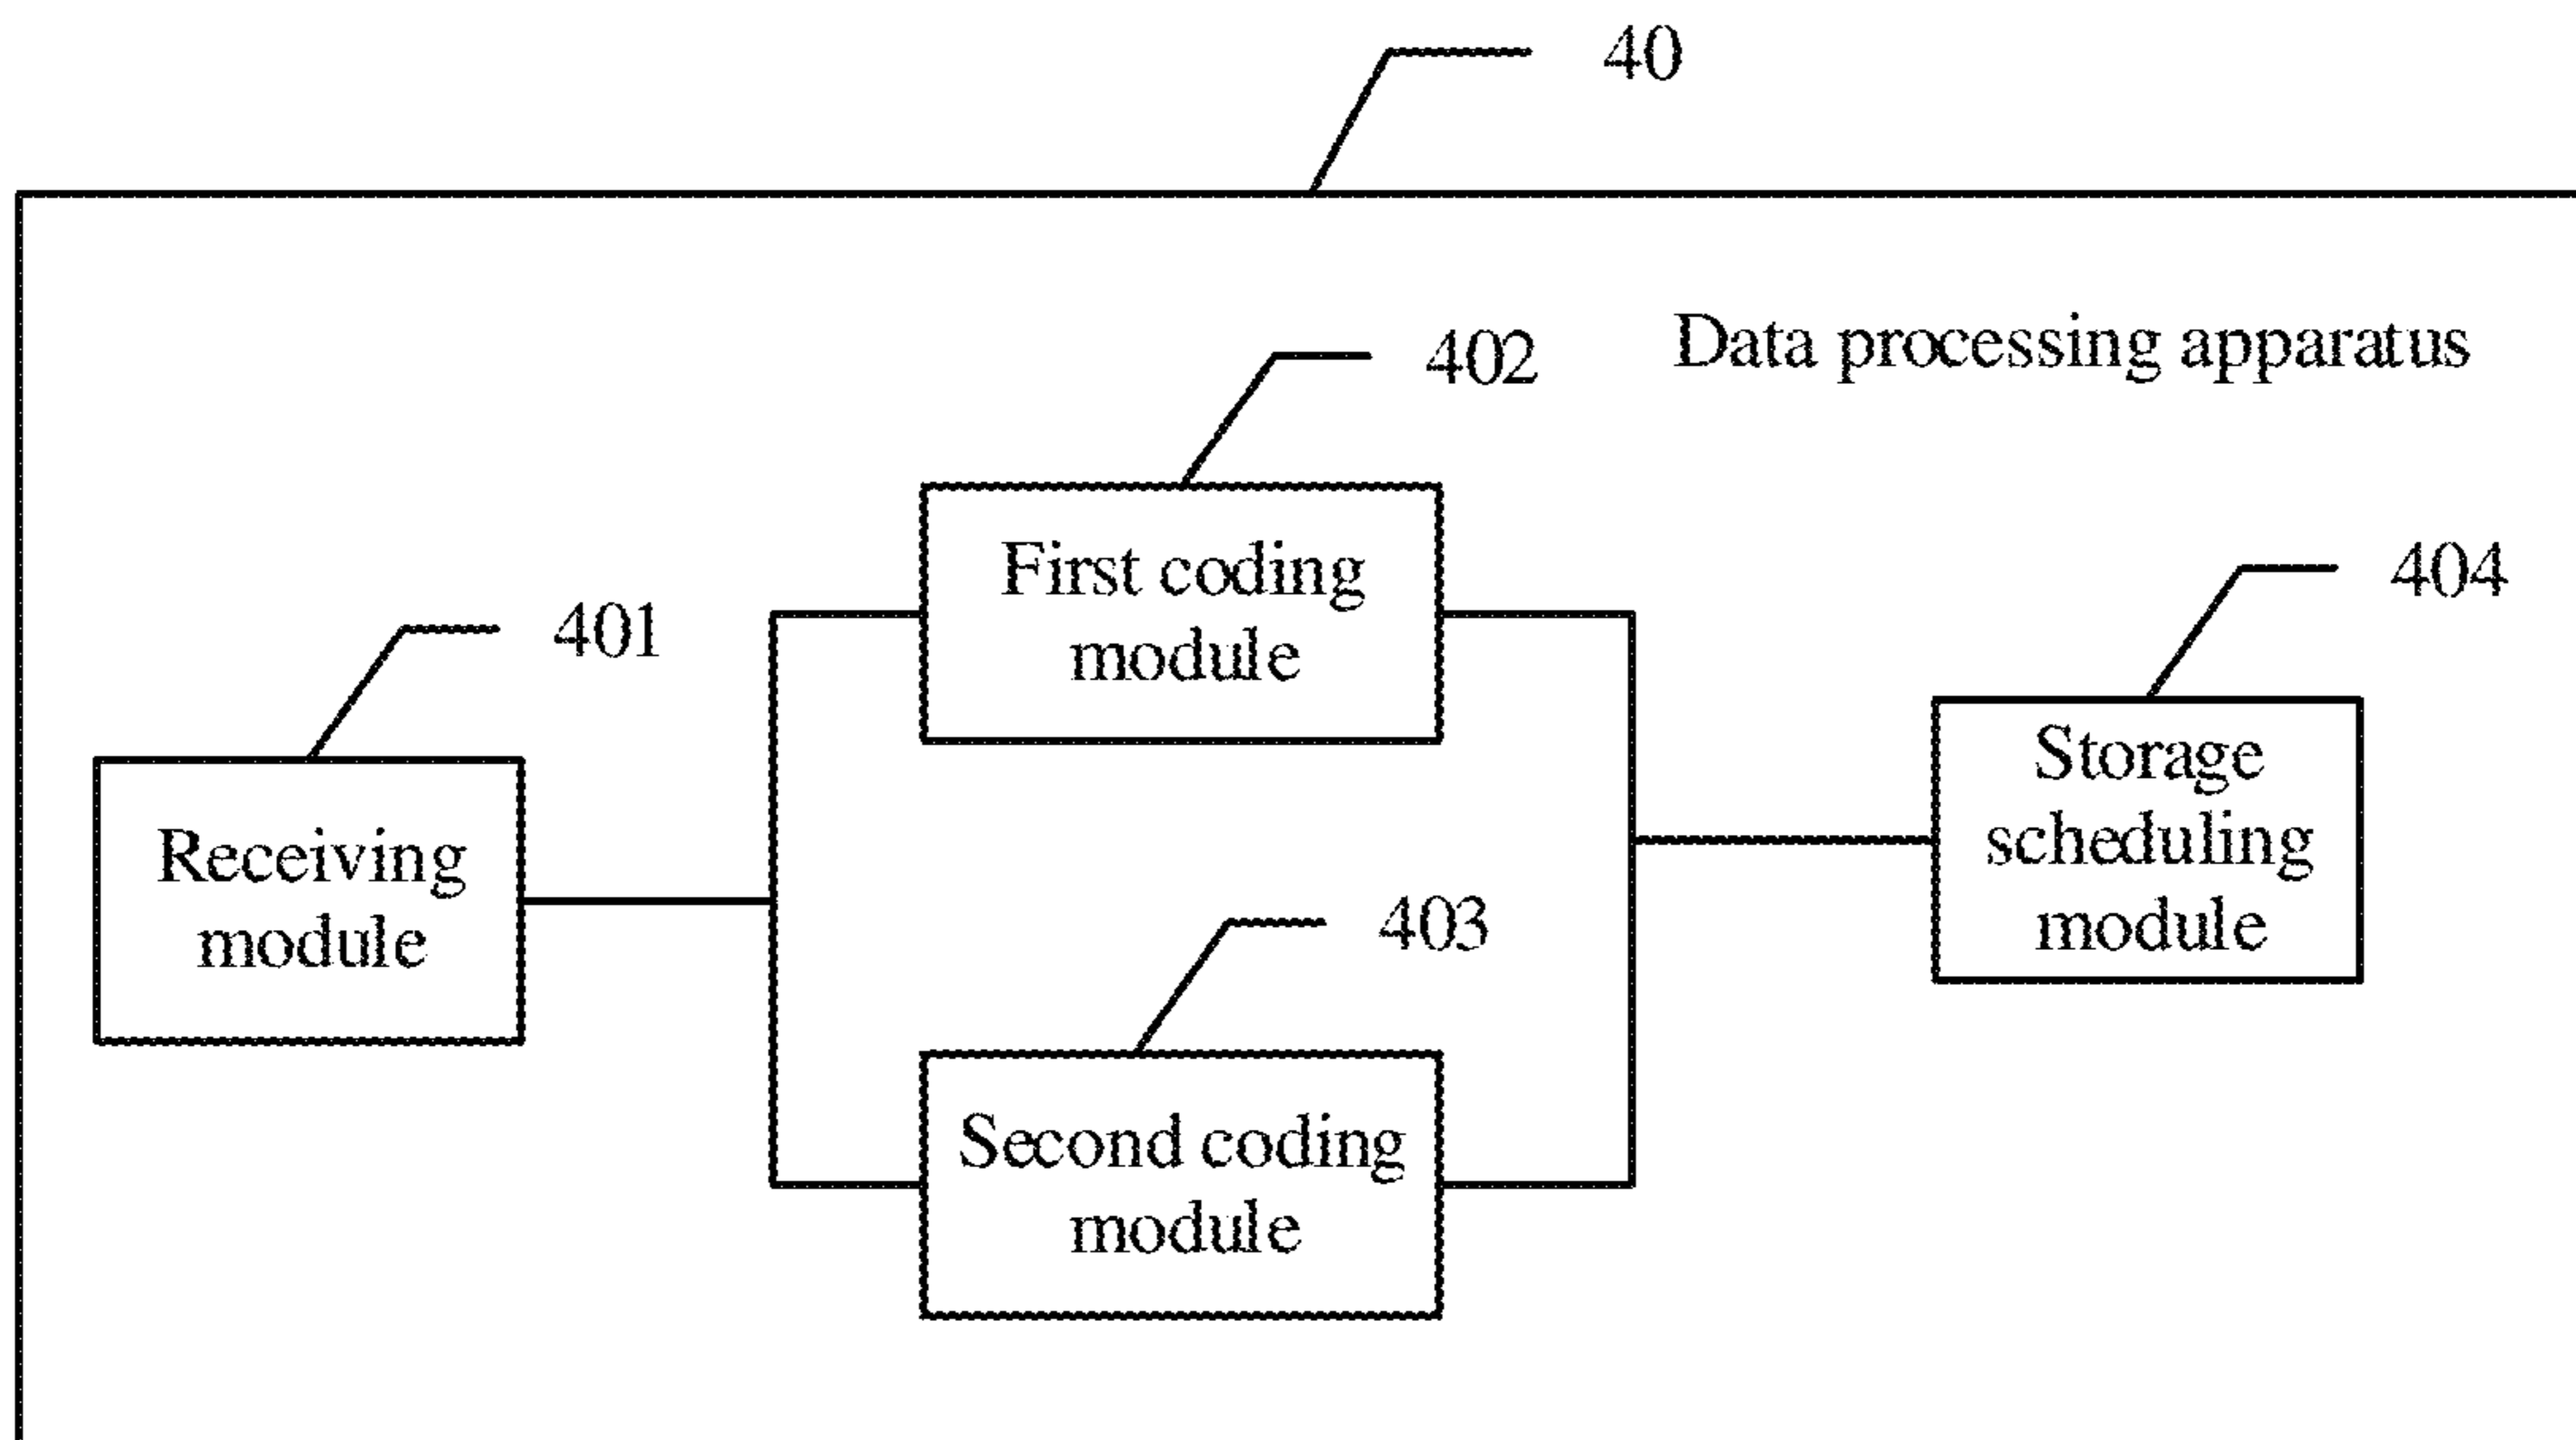 40
Data processing apparatus
402
First coding
module
404
Storage
scheduling
module
401
Receiving
module
403
Second coding
module